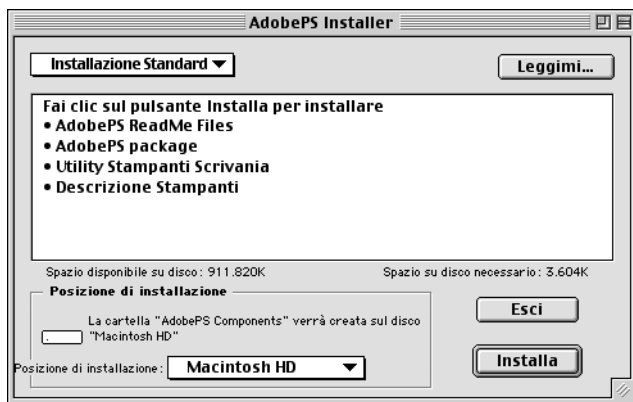 AdobePS Installer
Installazione Standard
Leggimi...
Fai clic sul pulsante Installa per installare
• AdobePS ReadMe Files
• AdobePS package
• Utility Stampanti Scrivania
• Descrizione Stampanti
Spazio disponibile su disco: 911.820K
Spazio su disco necessario: 3.604K
Posizione di installazione
La cartella "AdobePS Components" verrà creata sul disco
"Macintosh HD"
Posizione di installazione:
Macintosh HD
Esci
Installa